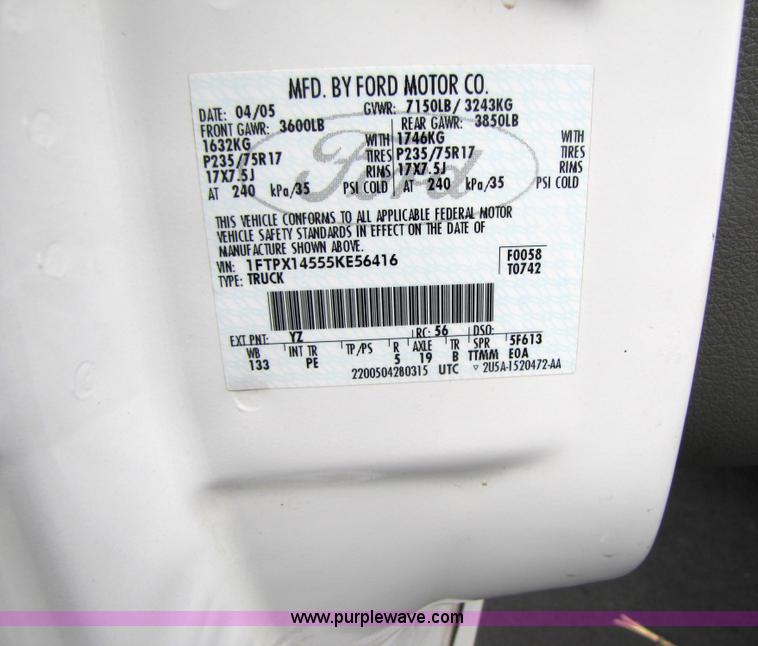 MFD. BY FORD MOTOR CO.
DATE: 04/05 GVWR: 7150LB/ 3243KG
FRONT GAWR: 3600LB REAR GAWR: 3850LB
1632KG WITH 1746KG WITH
P235/75R17 TIRES P235/75R17 TIRES
17X7.5J RIMS 17X7.5J RIMS
AT 240 kPa/35 PSI COLD AT 240 kPa/35 PSI COLD
Ford
THIS VEHICLE CONFORMS TO ALL APPLICABLE FEDERAL MOTOR
VEHICLE SAFETY STANDARDS IN EFFECT ON THE DATE OF
MANUFACTURE SHOWN ABOVE.
VIN: 1FTPX14555KE56416 F0058
TYPE: TRUCK T0742
EXT PNT: YZ RC: 56 DSO:
WB INT TR TP/PS R AXLE TR SPR 5F613
133 PE 5 19 B TTMM E0A
2200504280315 UTC ▽ 2U5A-1520472-AA
www.purplewave.com